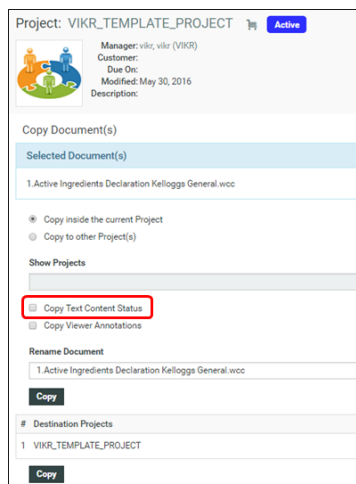 Project: VIKR_TEMPLATE_PROJECT Active
Manager: vikr, vikr (VIKR)
Customer:
Due On:
Modified: May 30, 2016
Description:
Copy Document(s)
Selected Document(s)
1.Active Ingredients Declaration Kelloggs General.wcc
Copy inside the current Project
Copy to other Project(s)
Show Projects
Copy Text Content Status
Copy Viewer Annotations
Rename Document
1.Active Ingredients Declaration Kelloggs General.wcc
Copy
# Destination Projects
1 VIKR_TEMPLATE_PROJECT
Copy